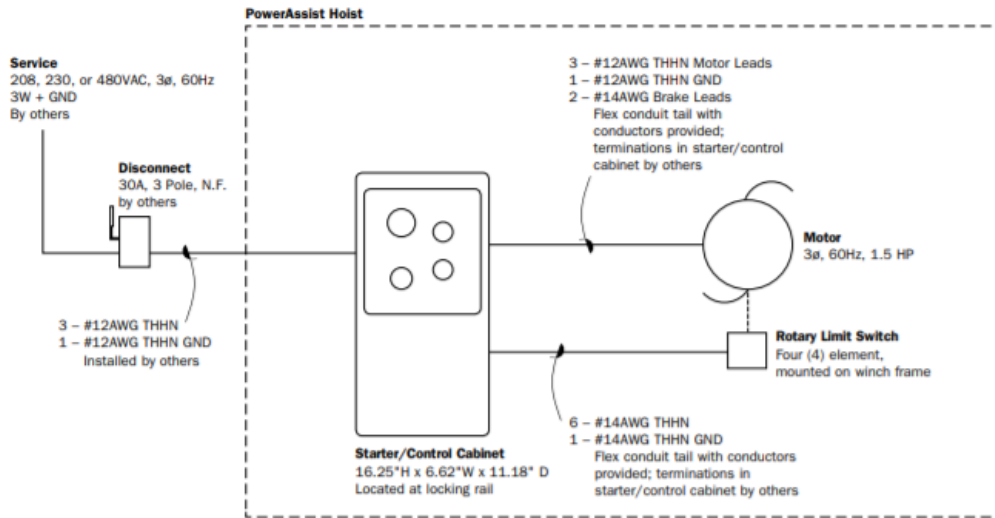 PowerAssist Hoist
Service
208, 230, or 480VAC, 3ø, 60Hz
3W + GND
By others
Disconnect
30A, 3 Pole, N.F.
by others
3 – #12AWG THHN
1 – #12AWG THHN GND
Installed by others
3 – #12AWG THHN Motor Leads
1 – #12AWG THHN GND
2 – #14AWG Brake Leads
Flex conduit tail with
conductors provided;
terminations in starter/control
cabinet by others
Motor
3ø, 60Hz, 1.5 HP
Rotary Limit Switch
Four (4) element,
mounted on winch frame
6 – #14AWG THHN
1 – #14AWG THHN GND
Flex conduit tail with conductors
provided; terminations in
starter/control cabinet by others
Starter/Control Cabinet
16.25"H x 6.62"W x 11.18" D
Located at locking rail